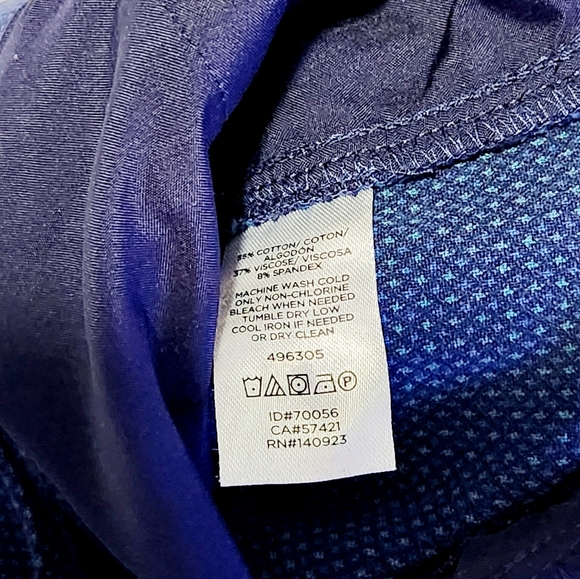 55% COTTON/ COTON/
ALGODÓN
37% VISCOSE/ VISCOSA
8% SPANDEX
MACHINE WASH COLD
ONLY NON-CHLORINE
BLEACH WHEN NEEDED
TUMBLE DRY LOW
COOL IRON IF NEEDED
OR DRY CLEAN
496305
P
ID#70056
CA#57421
RN#140923